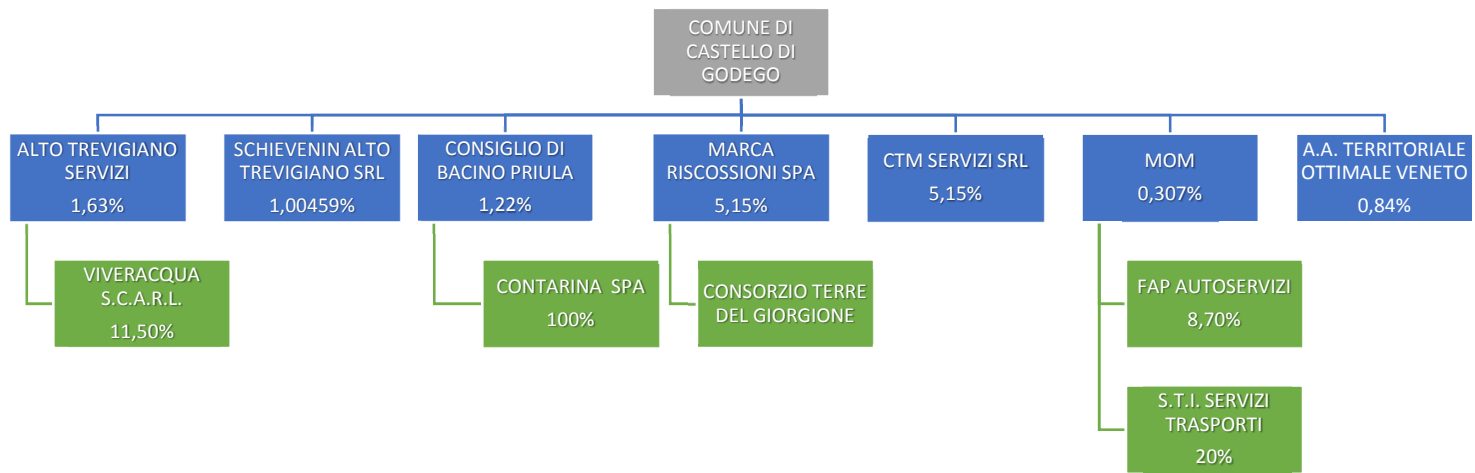 COMUNE DI
CASTELLO DI
GODEGO
ALTO TREVIGIANO
SERVIZI
1,63%
SCHIEVENIN ALTO
TREVIGIANO SRL
1,00459%
CONSIGLIO DI
BACINO PRIULA
1,22%
MARCA
RISCOSSIONI SPA
5,15%
CTM SERVIZI SRL
5,15%
MOM
0,307%
A.A. TERRITORIALE
OTTIMALE VENETO
0,84%
VIVERACQUA
S.C.A.R.L.
11,50%
CONTARINA SPA
100%
CONSORZIO TERRE
DEL GIORGIONE
FAP AUTOSERVIZI
8,70%
S.T.I. SERVIZI
TRASPORTI
20%